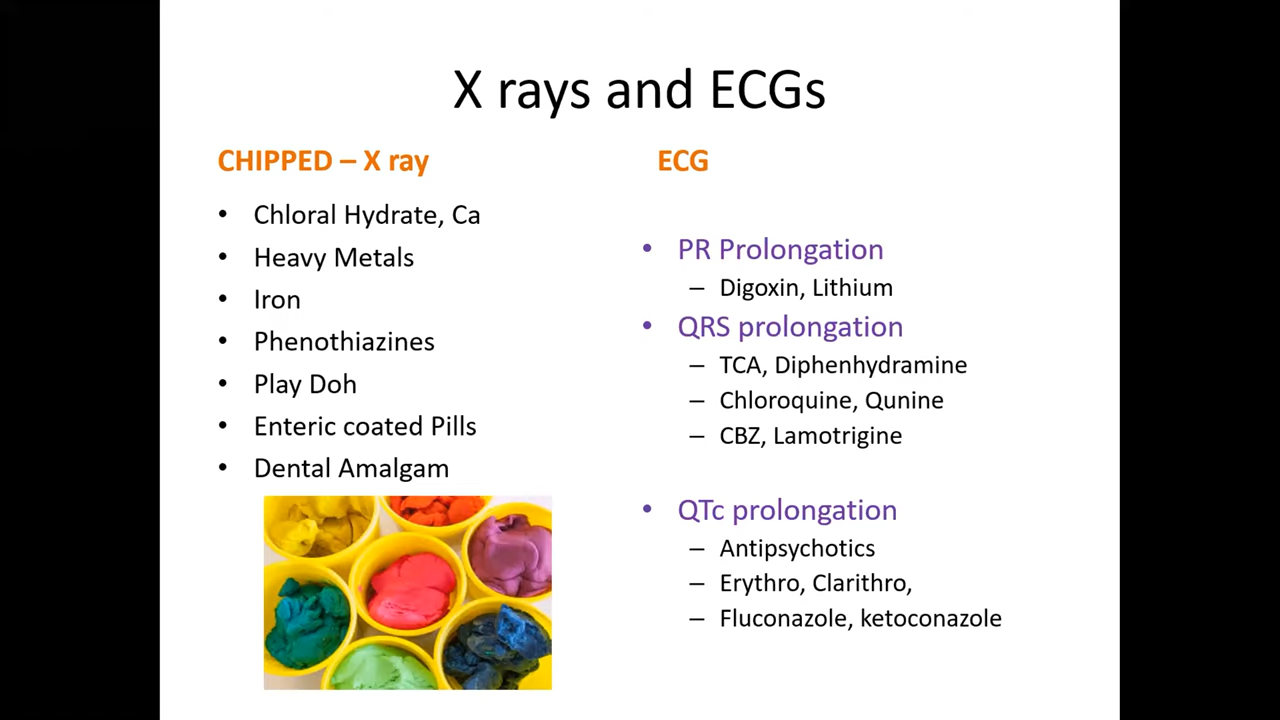 X rays and ECGs
CHIPPED – X ray
• Chloral Hydrate, Ca
• Heavy Metals
• Iron
• Phenothiazines
• Play Doh
• Enteric coated Pills
• Dental Amalgam
ECG
• PR Prolongation
– Digoxin, Lithium
• QRS prolongation
– TCA, Diphenhydramine
– Chloroquine, Qunine
– CBZ, Lamotrigine
• QTc prolongation
– Antipsychotics
– Erythro, Clarithro,
– Fluconazole, ketoconazole